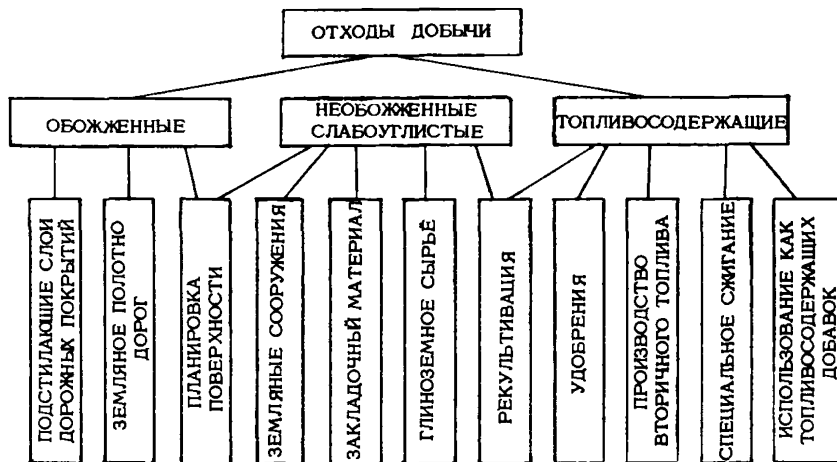 ОТХОДЫ ДОБЫЧИ
ОБОЖЖЕННЫЕ
НЕОБОЖЖЕННЫЕ
СЛАБОУГЛИСТЫЕ
ТОПЛИВОСОДЕРЖАЩИЕ
ПОДСТИЛАЮЩИЕ СЛОИ
ДОРОЖНЫХ ПОКРЫТИЙ
ЗЕМЛЯНОЕ ПОЛОТНО
ДОРОГ
ПЛАНИРОВКА
ПОВЕРХНОСТИ
ЗЕМЛЯНЫЕ СООРУЖЕНИЯ
ЗАКЛАДОЧНЫЙ МАТЕРИАЛ
ГЛИНОЗЕМНОЕ СЫРЬЁ
РЕКУЛЬТИВАЦИЯ
УДОБРЕНИЯ
ПРОИЗВОДСТВО
ВТОРИЧНОГО ТОПЛИВА
СПЕЦИАЛЬНОЕ СЖИГАНИЕ
ИСПОЛЬЗОВАНИЕ КАК
ТОПЛИВОСОДЕРЖАЩИХ
ДОБАВОК